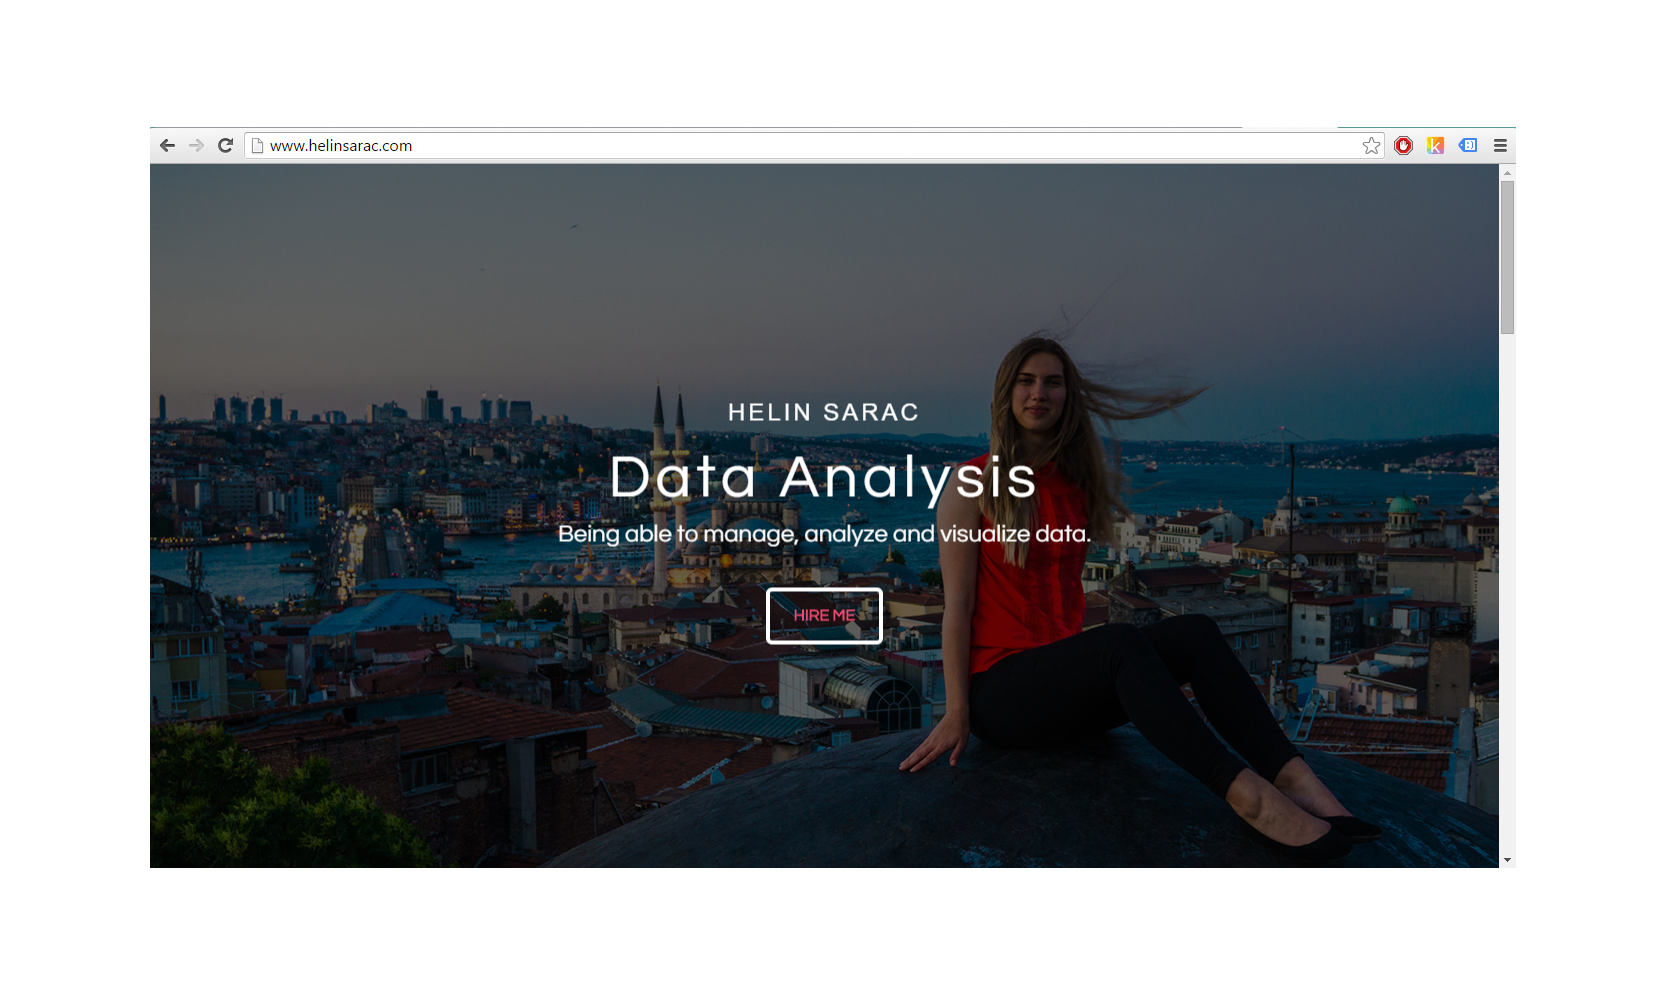 www.helinsarac.com
HELIN SARAC
Data Analysis
Being able to manage, analyze and visualize data.
HIRE ME